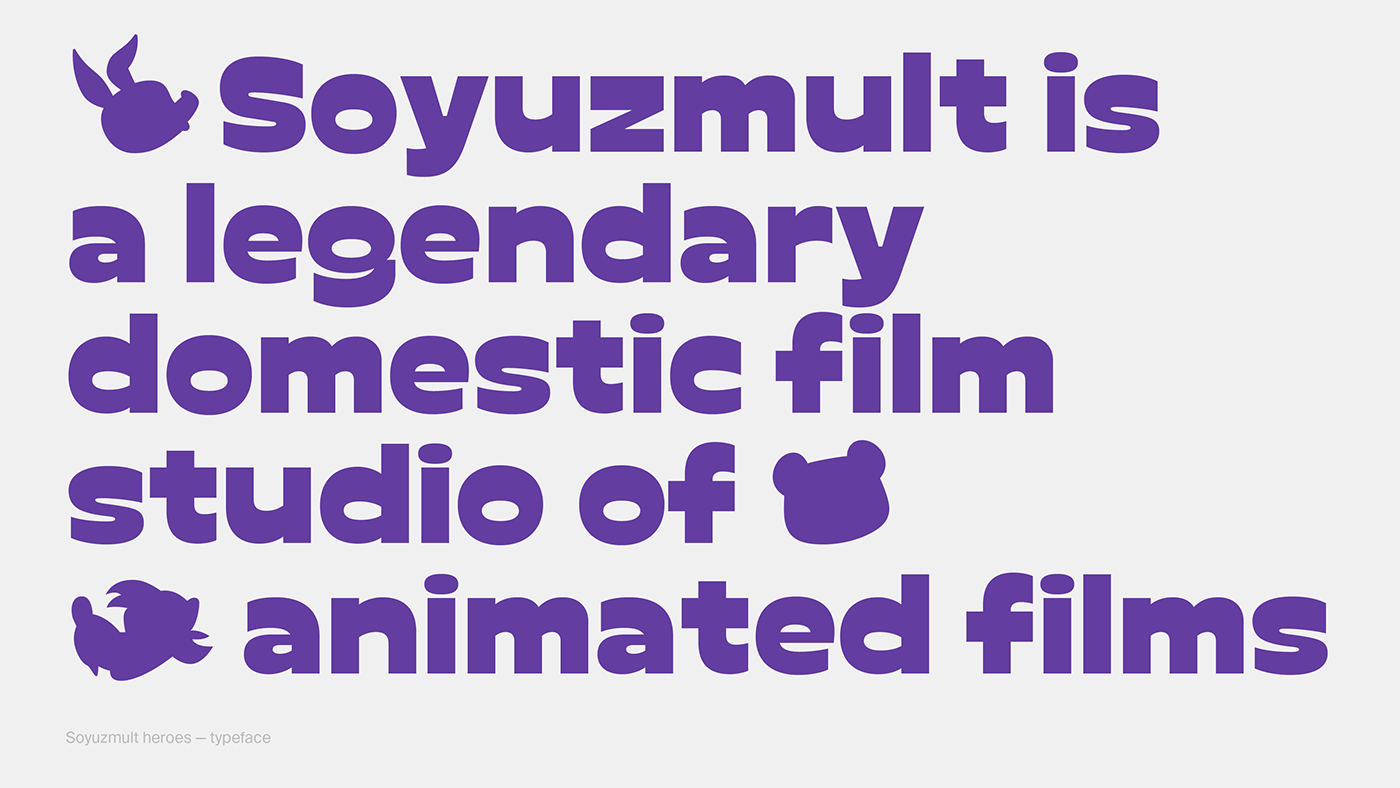 Soyuzmult is
a legendary
domestic film
studio of
animated films
Soyuzmult heroes — typeface